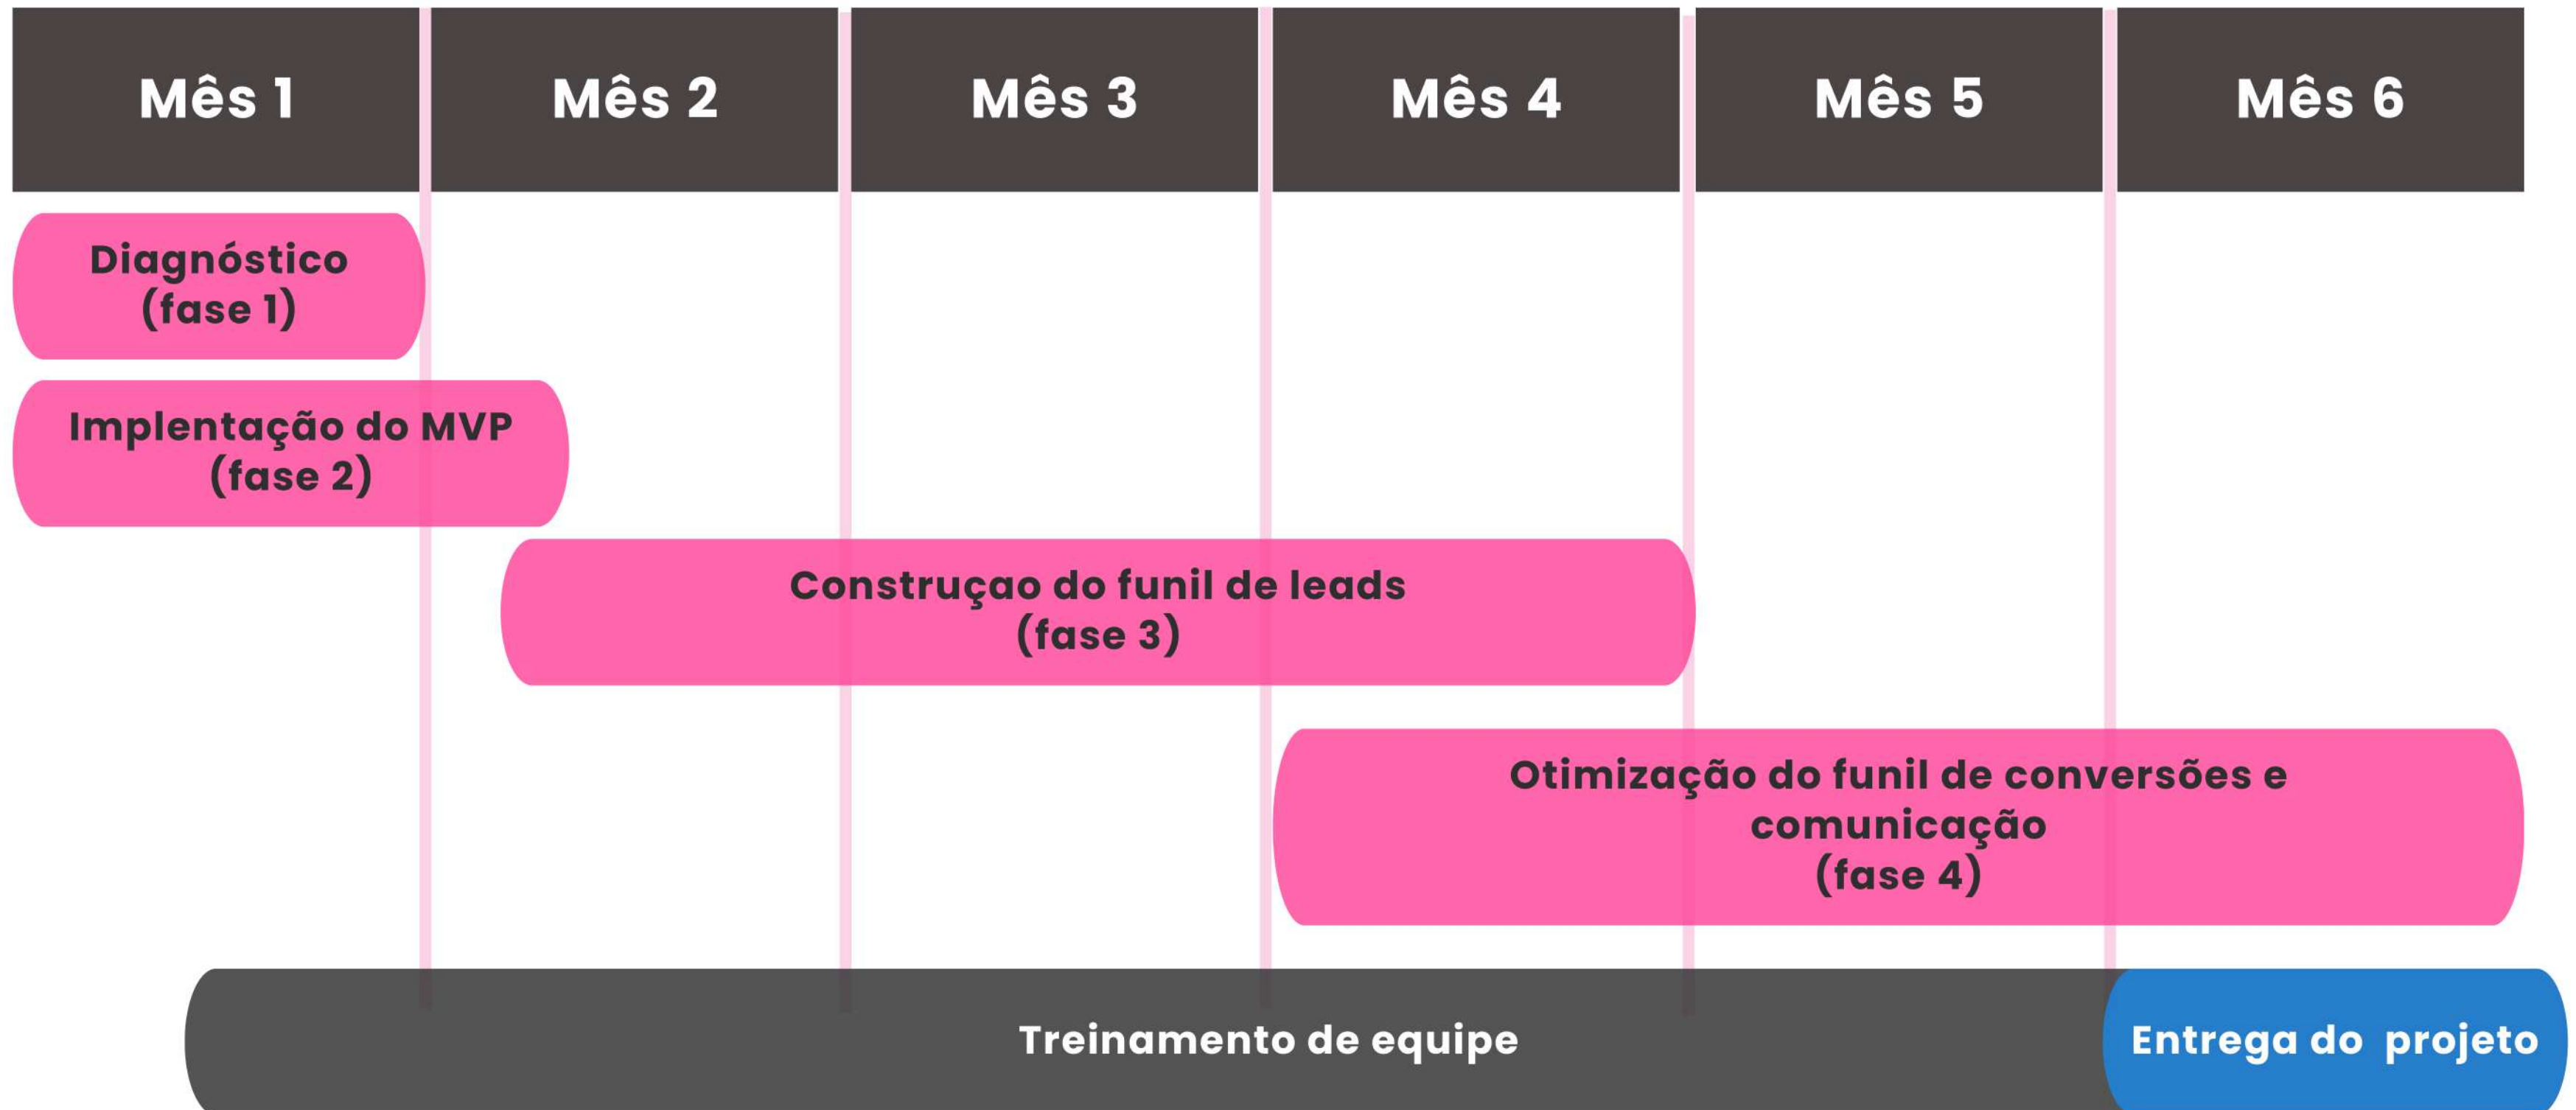 Mês 1
Mês 2
Mês 3
Mês 4
Mês 5
Mês 6
Diagnóstico
(fase 1)
Implentação do MVP
(fase 2)
Construçao do funil de leads
(fase 3)
Otimização do funil de conversões e
comunicação
(fase 4)
Treinamento de equipe
Entrega do projeto